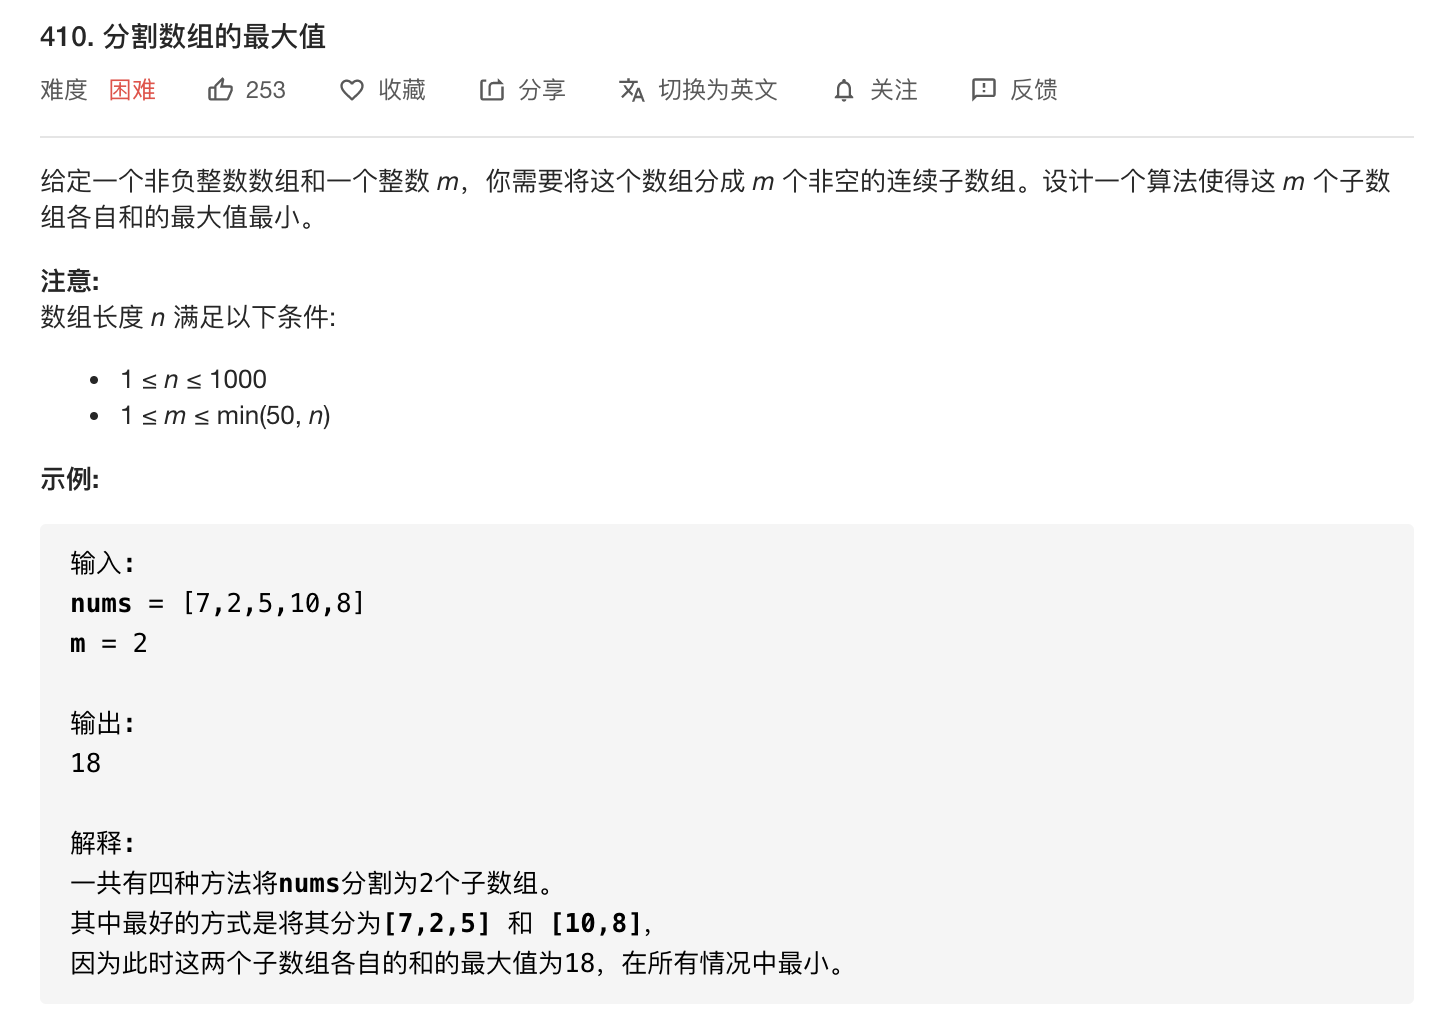 410. 分割数组的最大值
难度 困难 253 收藏 分享 切换为英文 关注 反馈
给定一个非负整数数组和一个整数 m，你需要将这个数组分成 m 个非空的连续子数组。设计一个算法使得这 m 个子数
组各自和的最大值最小。
注意:
数组长度 n 满足以下条件:
• 1 ≤ n ≤ 1000
• 1 ≤ m ≤ min(50, n)
示例:
输入:
nums = [7,2,5,10,8]
m = 2
输出:
18
解释:
一共有四种方法将nums分割为2个子数组。
其中最好的方式是将其分为[7,2,5] 和 [10,8]，
因为此时这两个子数组各自的和的最大值为18，在所有情况中最小。